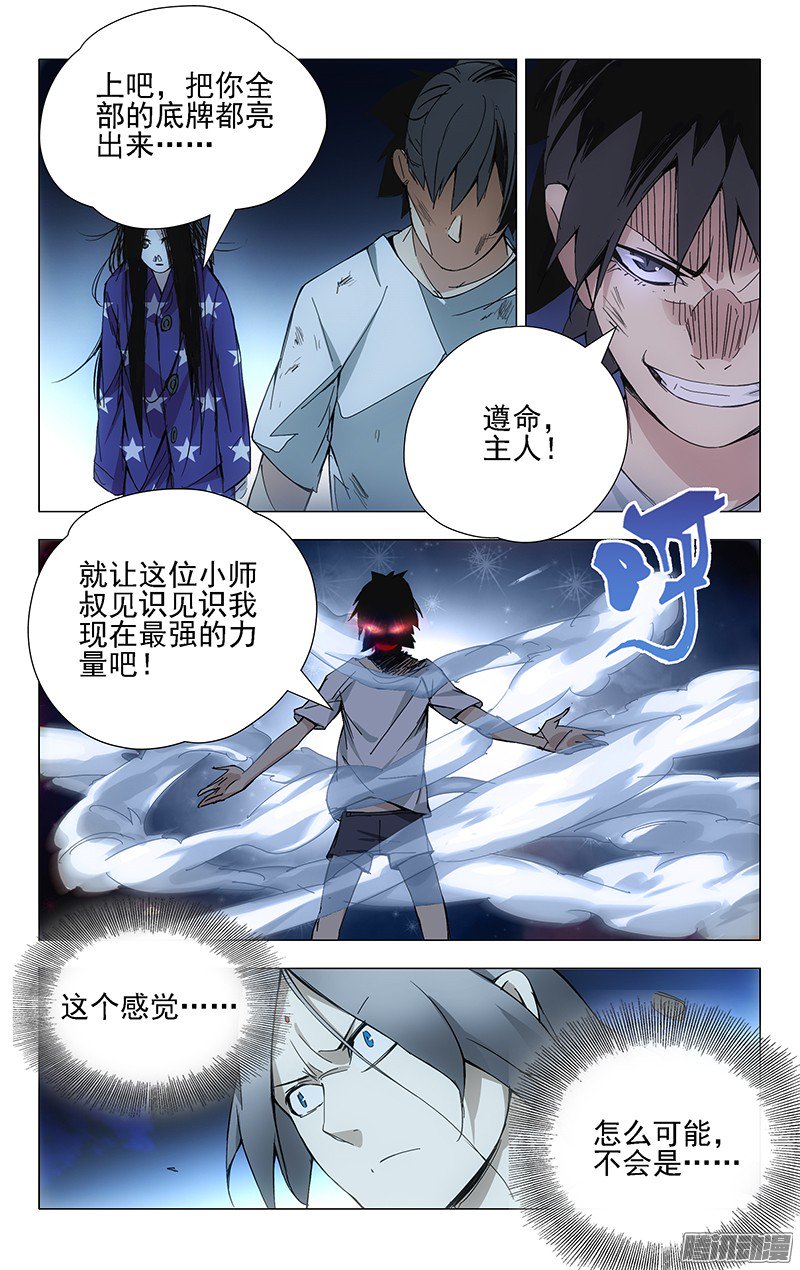 上吧，把你全
部的底牌都亮
出来……
遵命，
主人！
就让这位小师
叔见识见识我
现在最强的力
量吧！
呼
这个感觉……
怎么可能，
不会是……
腾讯动漫